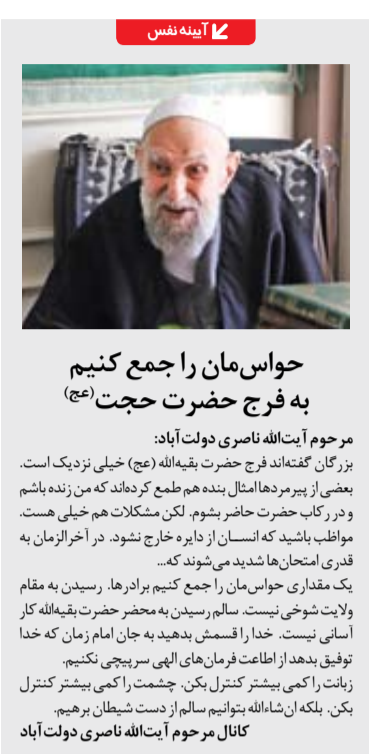 آیینه نفس
حواس‌مان را جمع کنیم
به فرج حضرت حجت(عج)
مرحوم آیت‌الله ناصری دولت‌آباد:
بزرگان گفته‌اند فرج حضرت بقیه‌الله (عج) خیلی نزدیک است.
بعضی از پیرمردها امثال بنده هم طمع کرده‌اند که من زنده باشم
و در رکاب حضرت حاضر بشوم. لکن مشکلات هم خیلی هست.
مواظب باشید که انسان از دایره خارج نشود. در آخرالزمان به
قدری امتحان‌ها شدید می‌شوند که...
یک مقداری حواس‌مان را جمع کنیم برادرها. رسیدن به مقام
ولایت شوخی نیست. سالم رسیدن به محضر حضرت بقیه‌الله کار
آسانی نیست. خدا را قسمش بدهید به جان امام زمان که خدا
توفیق بدهد از اطاعت فرمان‌های الهی سرپیچی نکنیم.
زبانت را کمی بیشتر کنترل بکن. چشمت را کمی بیشتر کنترل
بکن. بلکه ان‌شاءالله بتوانیم سالم از دست شیطان برهیم.
کانال مرحوم آیت‌الله ناصری دولت‌آباد